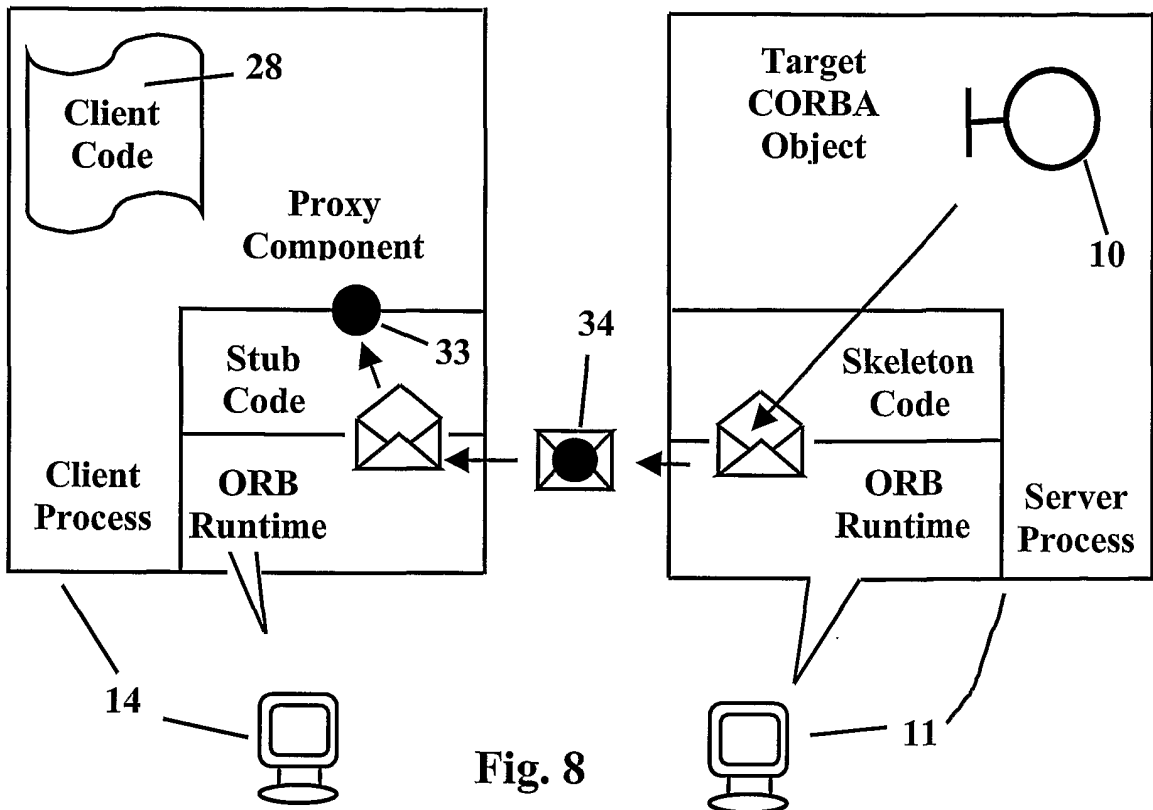 28
Client
Code
Proxy
Component
33
Stub
Code
Client
Process
ORB
Runtime
14
34
Target
CORBA
Object
10
Skeleton
Code
ORB
Runtime
Server
Process
11
Fig. 8